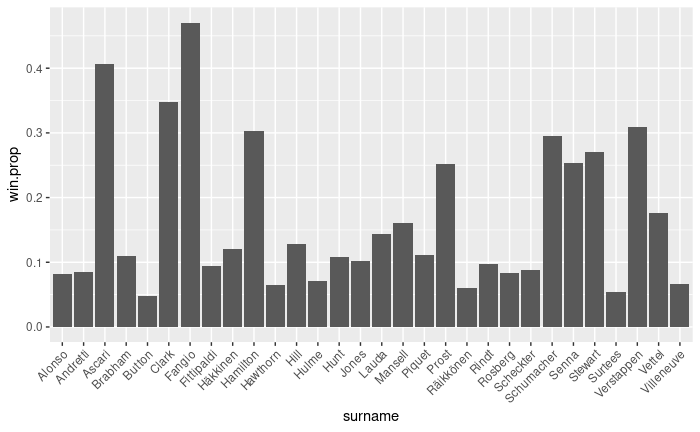 win.prop
0.4
0.3
0.2
0.1
0.0
Alonso
Andretti
Ascari
Brabham
Button
Clark
Fangio
Fittipaldi
Häkkinen
Hamilton
Hawthorn
Hill
Hulme
Hunt
Jones
Lauda
Mansell
Piquet
Prost
Räikkönen
Rindt
Rosberg
Scheckter
Schumacher
Senna
Stewart
Surtees
Verstappen
Vettel
Villeneuve
surname